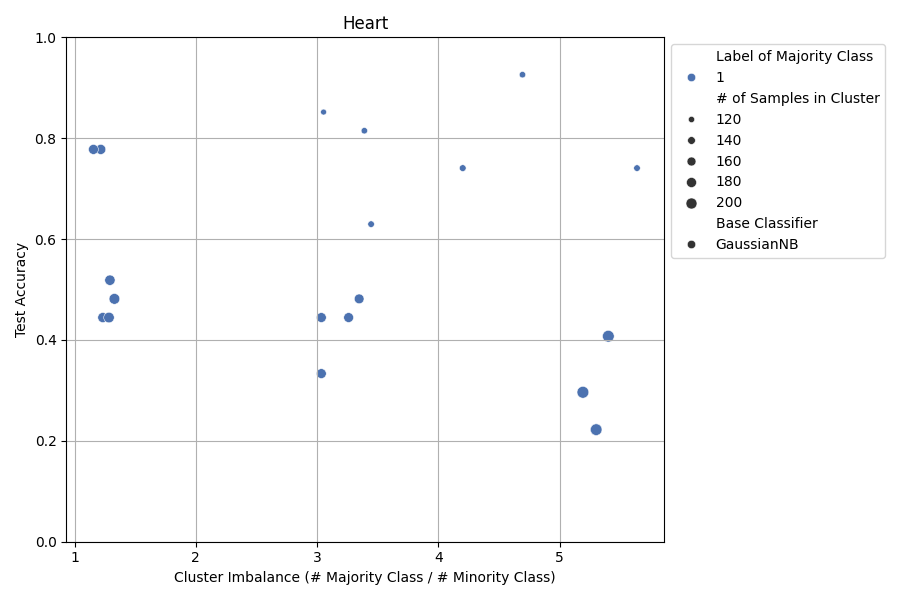 Heart
1.0
0.8
0.6
0.4
0.2
0.0
Test Accuracy
1 2 3 4 5
Cluster Imbalance (# Majority Class / # Minority Class)
Label of Majority Class
1
# of Samples in Cluster
120
140
160
180
200
Base Classifier
GaussianNB